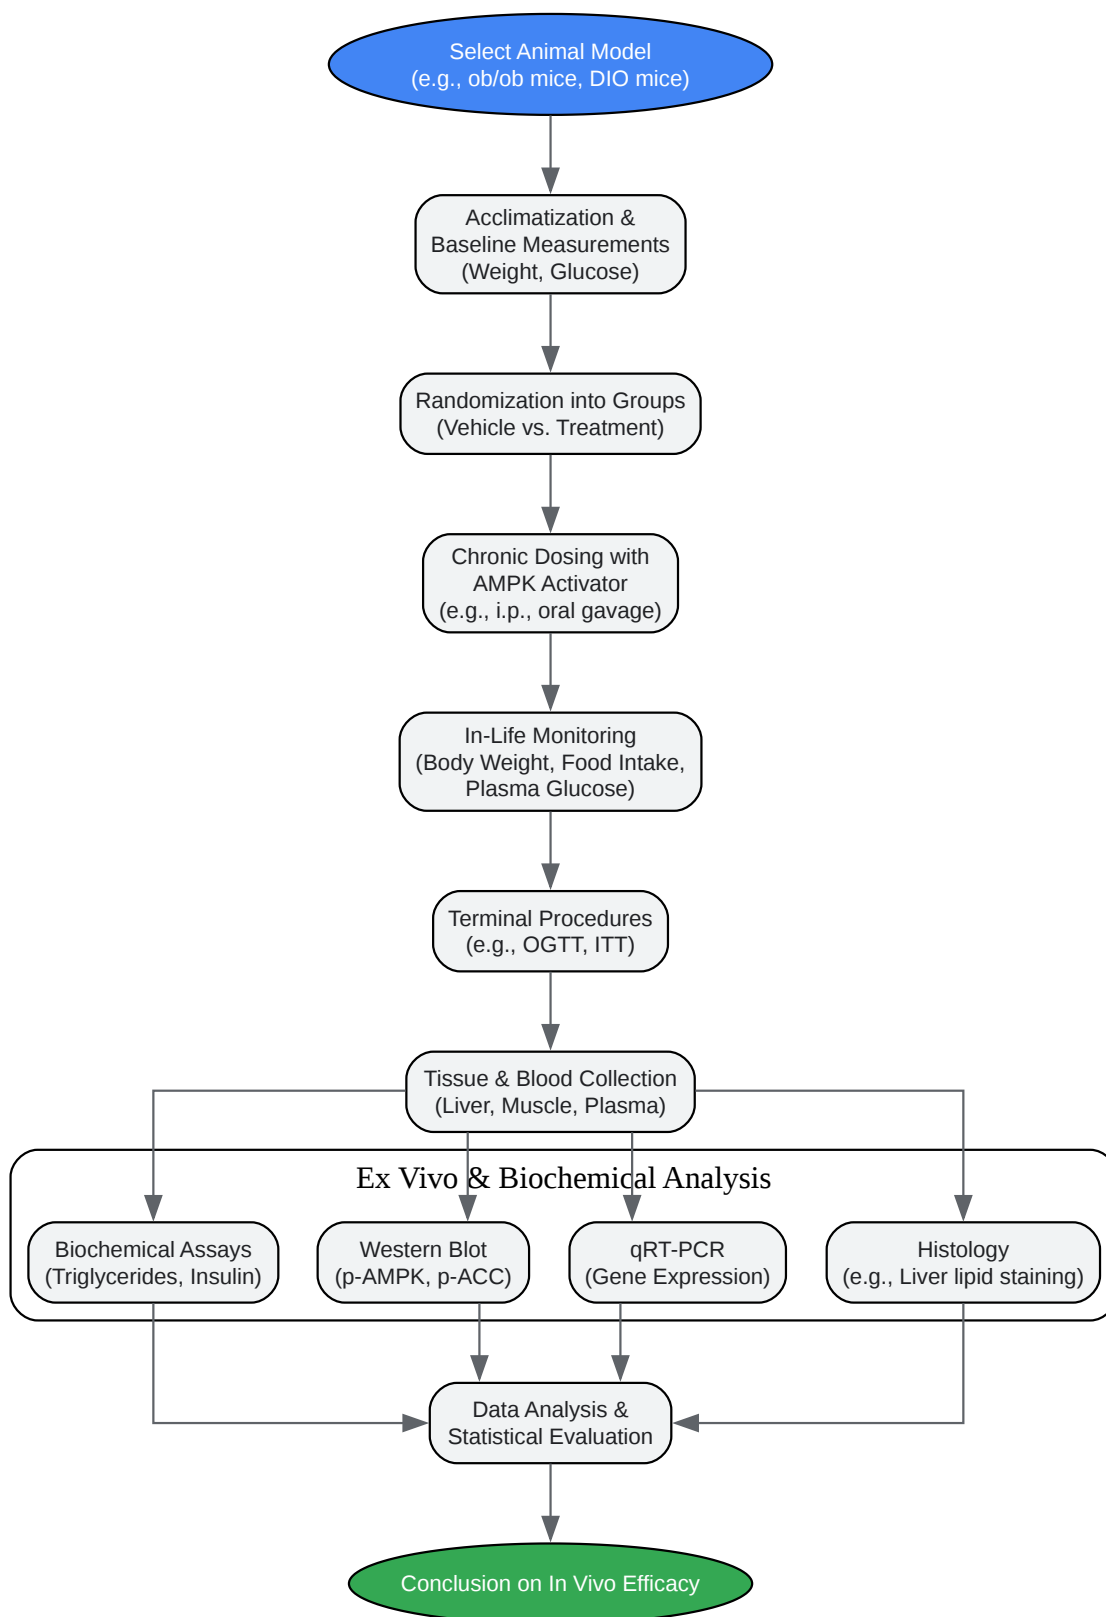 Select Animal Model
(e.g., ob/ob mice, DIO mice)
Acclimatization &
Baseline Measurements
(Weight, Glucose)
Randomization into Groups
(Vehicle vs. Treatment)
Chronic Dosing with
AMPK Activator
(e.g., i.p., oral gavage)
In-Life Monitoring
(Body Weight, Food Intake,
Plasma Glucose)
Terminal Procedures
(e.g., OGTT, ITT)
Tissue & Blood Collection
(Liver, Muscle, Plasma)
Ex Vivo & Biochemical Analysis
Biochemical Assays
(Triglycerides, Insulin)
Western Blot
(p-AMPK, p-ACC)
qRT-PCR
(Gene Expression)
Histology
(e.g., Liver lipid staining)
Data Analysis &
Statistical Evaluation
Conclusion on In Vivo Efficacy